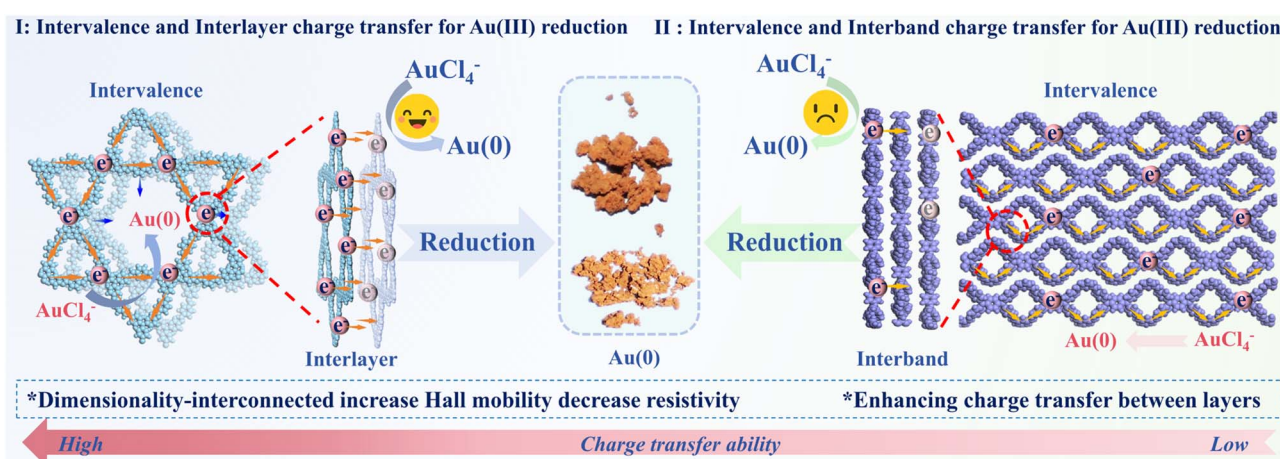 I: Intervalence and Interlayer charge transfer for Au(III) reduction
II : Intervalence and Interband charge transfer for Au(III) reduction
Intervalence
AuCl₄⁻
Au(0)
e⁻
e⁻
e⁻
e⁻
e⁻
e⁻
Au(0)
AuCl₄⁻
e⁻
e⁻
e⁻
e⁻
e⁻
e⁻
e⁻
e⁻
Interlayer
Reduction
Au(0)
Reduction
AuCl₄⁻
Au(0)
e⁻
e⁻
e⁻
e⁻
Interband
Intervalence
e⁻
e⁻
e⁻
e⁻
e⁻
e⁻
e⁻
e⁻
Au(0)
AuCl₄⁻
*Dimensionality-interconnected increase Hall mobility decrease resistivity
*Enhancing charge transfer between layers
High
Charge transfer ability
Low